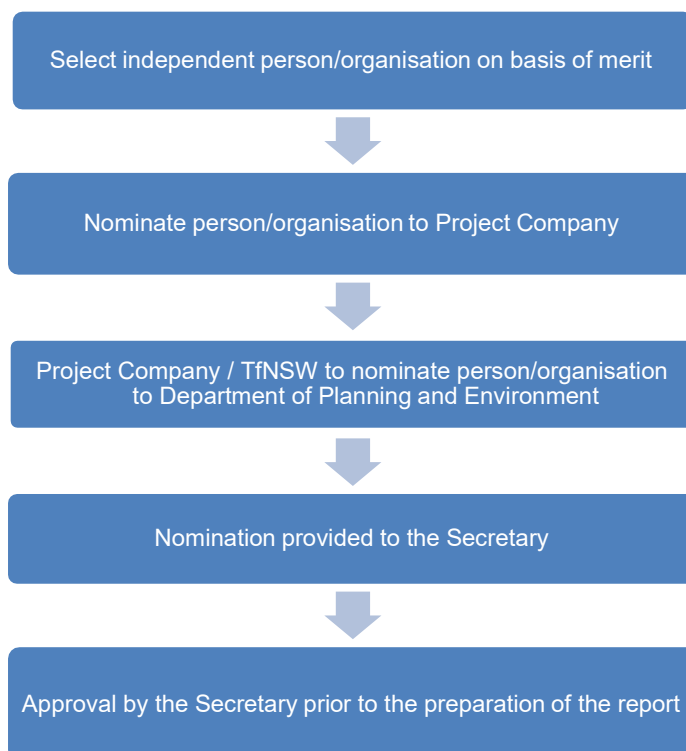 Select independent person/organisation on basis of merit
Nominate person/organisation to Project Company
Project Company / TfNSW to nominate person/organisation
to Department of Planning and Environment
Nomination provided to the Secretary
Approval by the Secretary prior to the preparation of the report